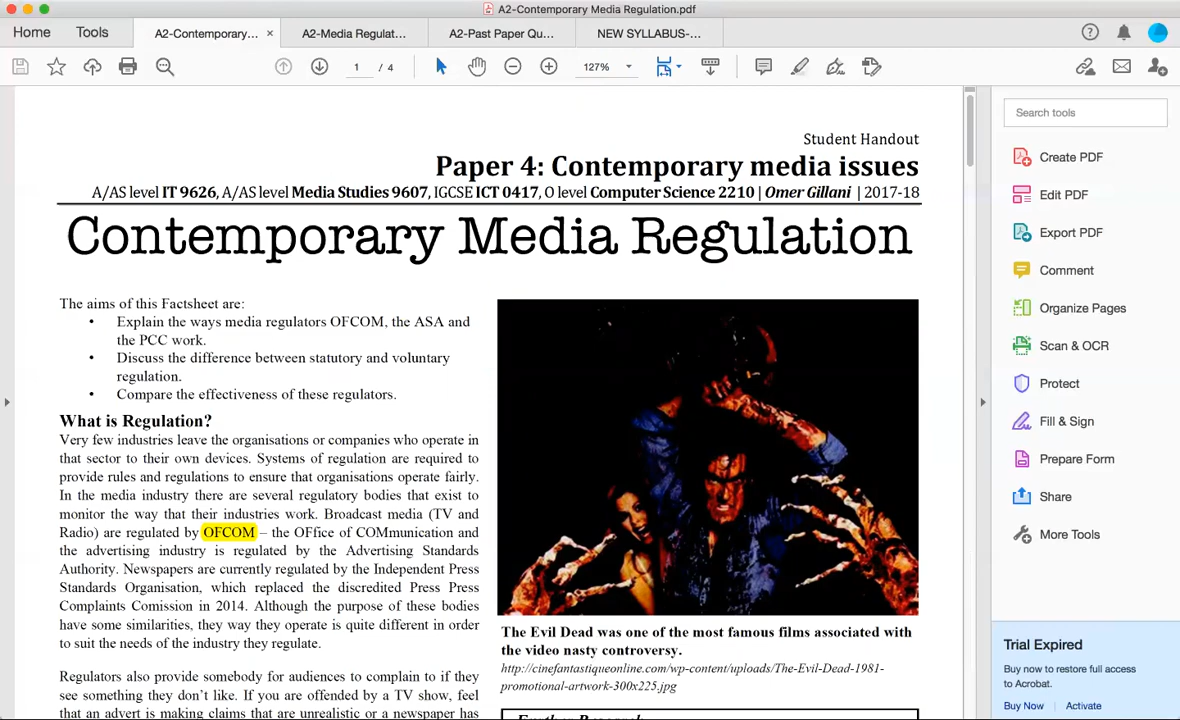 A2-Contemporary Media Regulation.pdf
Home Tools A2-Contemporary... × A2-Media Regulat... A2-Past Paper Qu... NEW SYLLABUS-...
1 / 4 127%
Student Handout
Paper 4: Contemporary media issues
A/AS level IT 9626, A/AS level Media Studies 9607, IGCSE ICT 0417, O level Computer Science 2210 | Omer Gillani | 2017-18
Contemporary Media Regulation
The aims of this Factsheet are:
• Explain the ways media regulators OFCOM, the ASA and
the PCC work.
• Discuss the difference between statutory and voluntary
regulation.
• Compare the effectiveness of these regulators.
What is Regulation?
Very few industries leave the organisations or companies who operate in
that sector to their own devices. Systems of regulation are required to
provide rules and regulations to ensure that organisations operate fairly.
In the media industry there are several regulatory bodies that exist to
monitor the way that their industries work. Broadcast media (TV and
Radio) are regulated by OFCOM – the OFfice of COMmunication and
the advertising industry is regulated by the Advertising Standards
Authority. Newspapers are currently regulated by the Independent Press
Standards Organisation, which replaced the discredited Press Press
Complaints Comission in 2014. Although the purpose of these bodies
have some similarities, they way they operate is quite different in order
to suit the needs of the industry they regulate.
Regulators also provide somebody for audiences to complain to if they
see something they don't like. If you are offended by a TV show, feel
that an advert is making claims that are unrealistic or a newspaper has
The Evil Dead was one of the most famous films associated with
the video nasty controversy.
http://cinefantastiqueonline.com/wp-content/uploads/The-Evil-Dead-1981-
promotional-artwork-300x225.jpg
Further Research
Search tools
Create PDF
Edit PDF
Export PDF
Comment
Organize Pages
Scan & OCR
Protect
Fill & Sign
Prepare Form
Share
More Tools
Trial Expired
Buy now to restore full access
to Acrobat.
Buy Now Activate